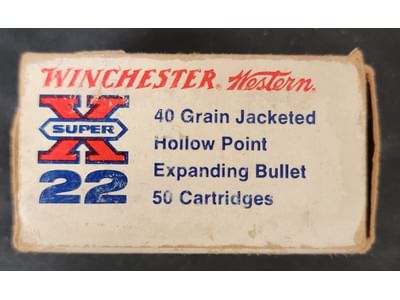 WINCHESTER Western.
X
SUPER
22
40 Grain Jacketed
Hollow Point
Expanding Bullet
50 Cartridges